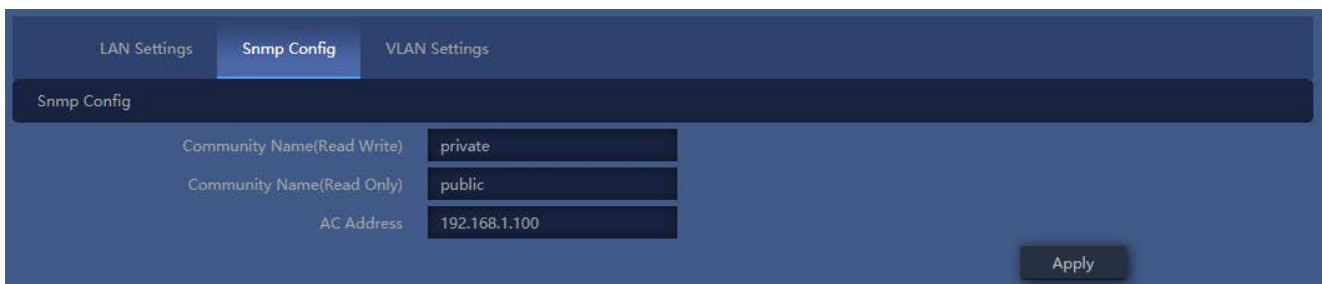 LAN Settings Snmp Config VLAN Settings
Snmp Config
Community Name(Read Write) private
Community Name(Read Only) public
AC Address 192.168.1.100
Apply